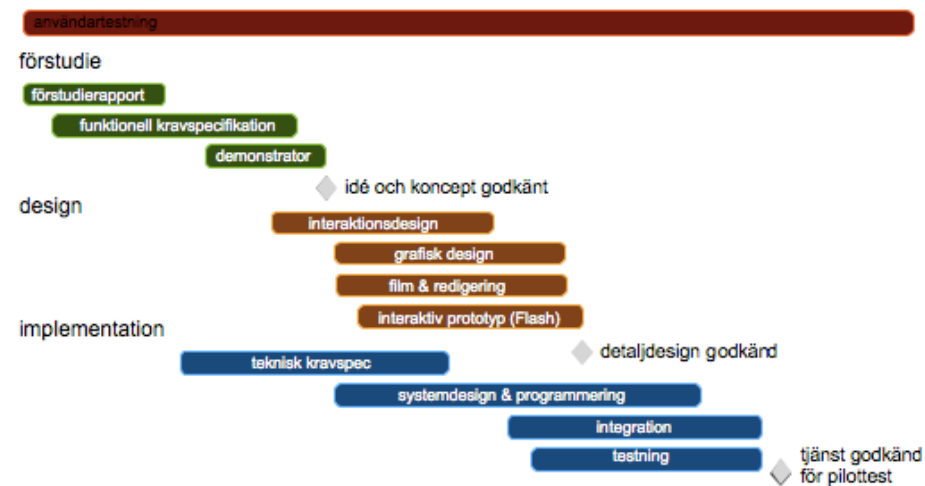 användartestning
förstudie
förstudierapport
funktionell kravspecifikation
demonstrator
idé och koncept godkänt
design
interaktionsdesign
grafisk design
film & redigering
interaktiv prototyp (Flash)
implementation
detaljdesign godkänd
teknisk kravspec
systemdesign & programmering
integration
testning
tjänst godkänd
för pilottest